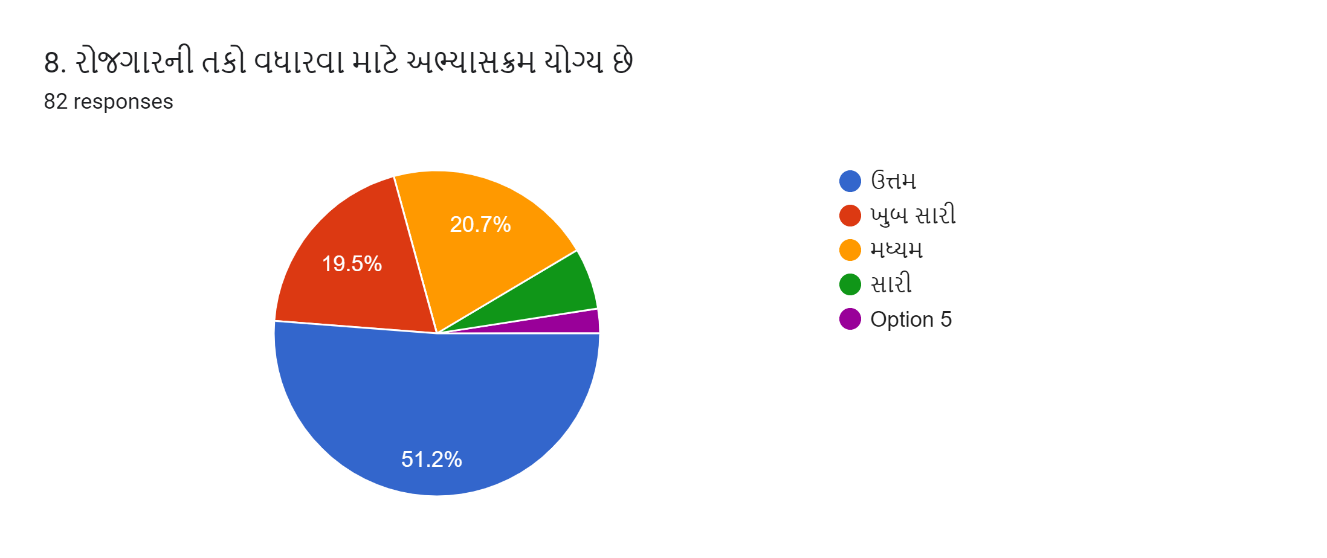 8. રોજગારની તકો વધારવા માટે અભ્યાસક્રમ યોગ્ય છે
82 responses
20.7%
19.5%
51.2%
ઉત્તમ
ખુબ સારી
મધ્યમ
સારી
Option 5